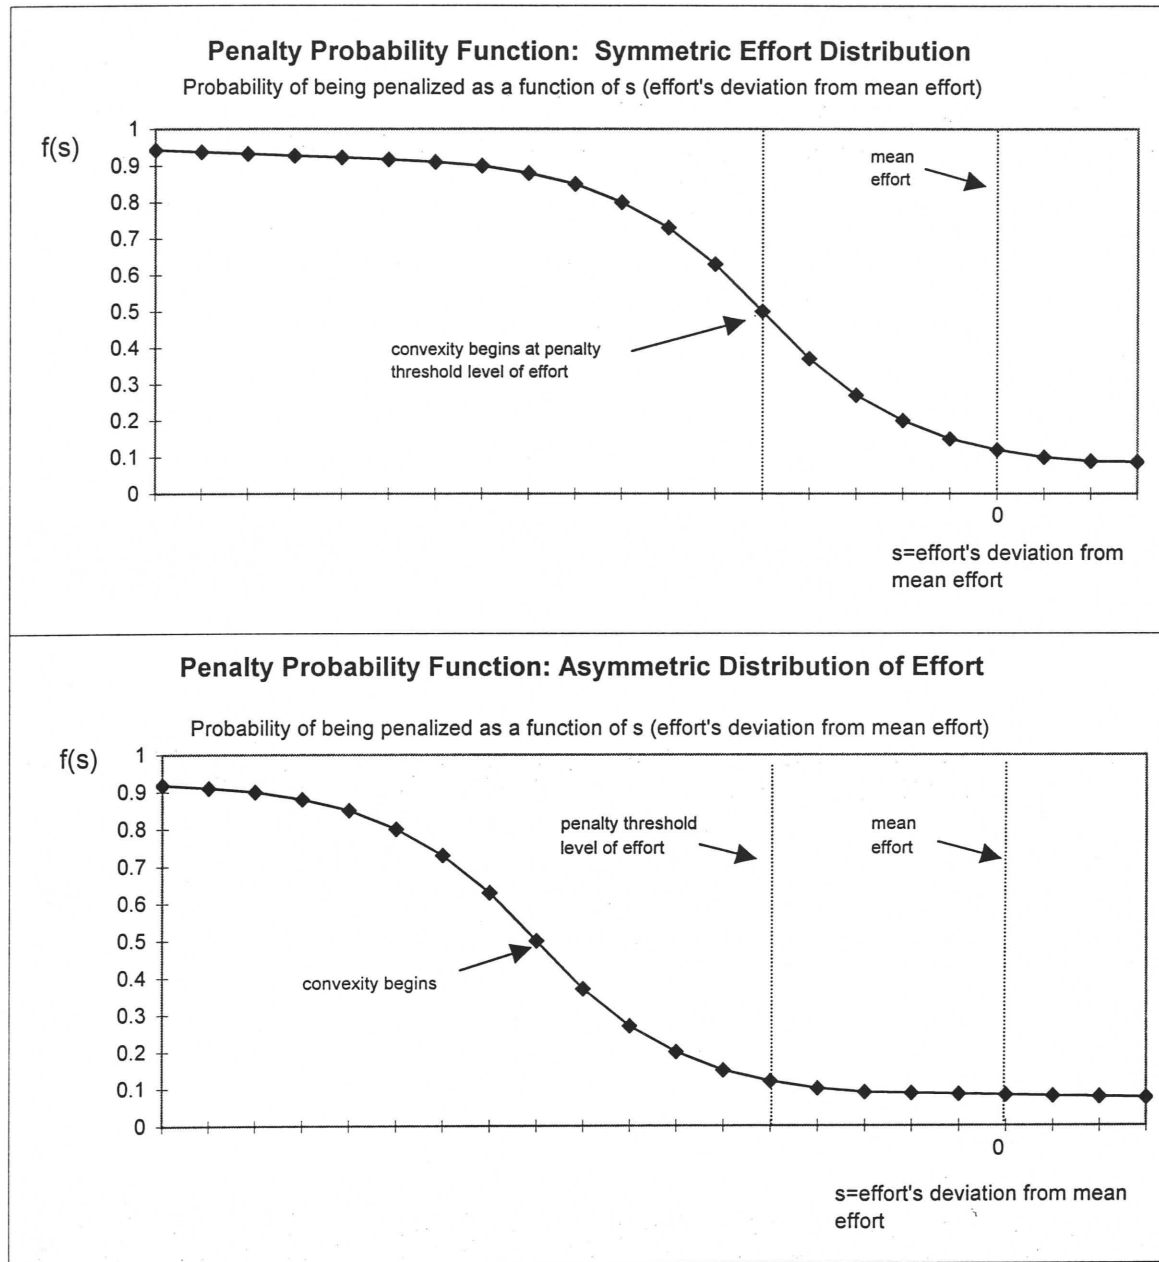 Penalty Probability Function: Symmetric Effort Distribution
Probability of being penalized as a function of s (effort's deviation from mean effort)
f(s)
1
0.9
0.8
0.7
0.6
0.5
0.4
0.3
0.2
0.1
0
mean
effort
convexity begins at penalty
threshold level of effort
0
s=effort's deviation from
mean effort
Penalty Probability Function: Asymmetric Distribution of Effort
Probability of being penalized as a function of s (effort's deviation from mean effort)
f(s)
1
0.9
0.8
0.7
0.6
0.5
0.4
0.3
0.2
0.1
0
penalty threshold
level of effort
mean
effort
convexity begins
0
s=effort's deviation from mean
effort